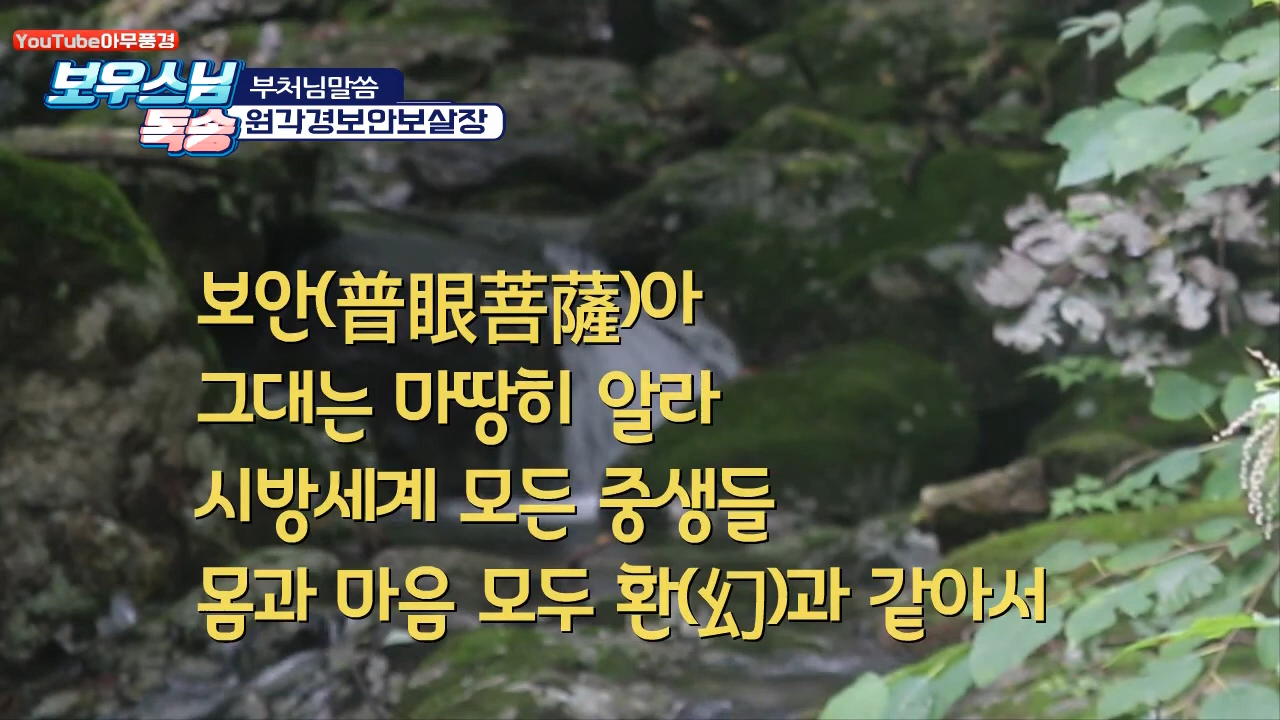 YouTube아무풍경
보우스님 부처님말씀
독송 원각경보안보살장
보안(普眼菩薩)아
그대는 마땅히 알라
시방세계 모든 중생들
몸과 마음 모두 환(幻)과 같아서